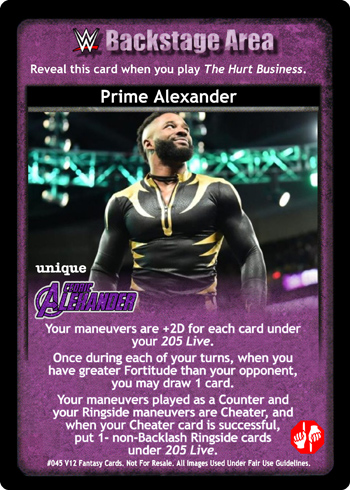 W Backstage Area
Reveal this card when you play The Hurt Business.
Prime Alexander
unique
CEDRIC
ALEXANDER
Your maneuvers are +2D for each card under
your 205 Live.
Once during each of your turns, when you
have greater Fortitude than your opponent,
you may draw 1 card.
Your maneuvers played as a Counter and
your Ringside maneuvers are Cheater, and
when your Cheater card is successful,
put 1- non-Backlash Ringside cards
under 205 Live.
#045 V12 Fantasy Cards. Not For Resale. All Images Used Under Fair Use Guidelines.